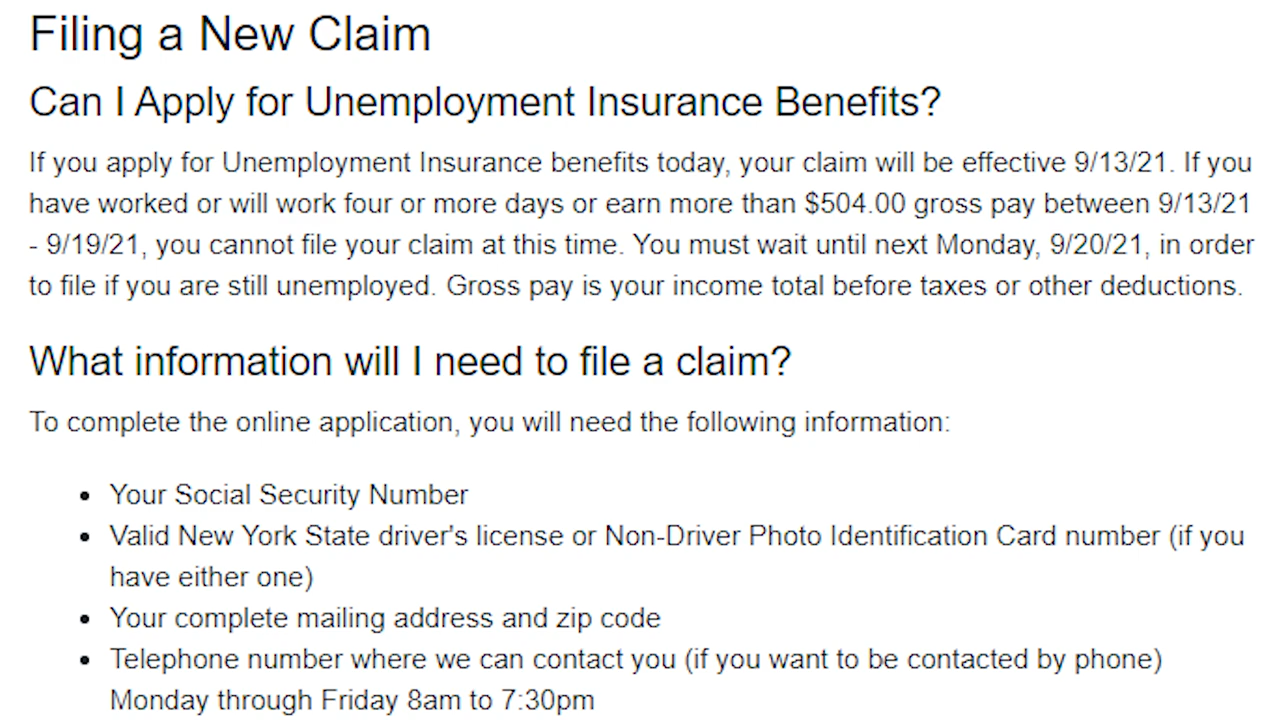 Filing a New Claim
Can I Apply for Unemployment Insurance Benefits?
If you apply for Unemployment Insurance benefits today, your claim will be effective 9/13/21. If you
have worked or will work four or more days or earn more than $504.00 gross pay between 9/13/21
- 9/19/21, you cannot file your claim at this time. You must wait until next Monday, 9/20/21, in order
to file if you are still unemployed. Gross pay is your income total before taxes or other deductions.
What information will I need to file a claim?
To complete the online application, you will need the following information:
• Your Social Security Number
• Valid New York State driver's license or Non-Driver Photo Identification Card number (if you
have either one)
• Your complete mailing address and zip code
• Telephone number where we can contact you (if you want to be contacted by phone)
Monday through Friday 8am to 7:30pm